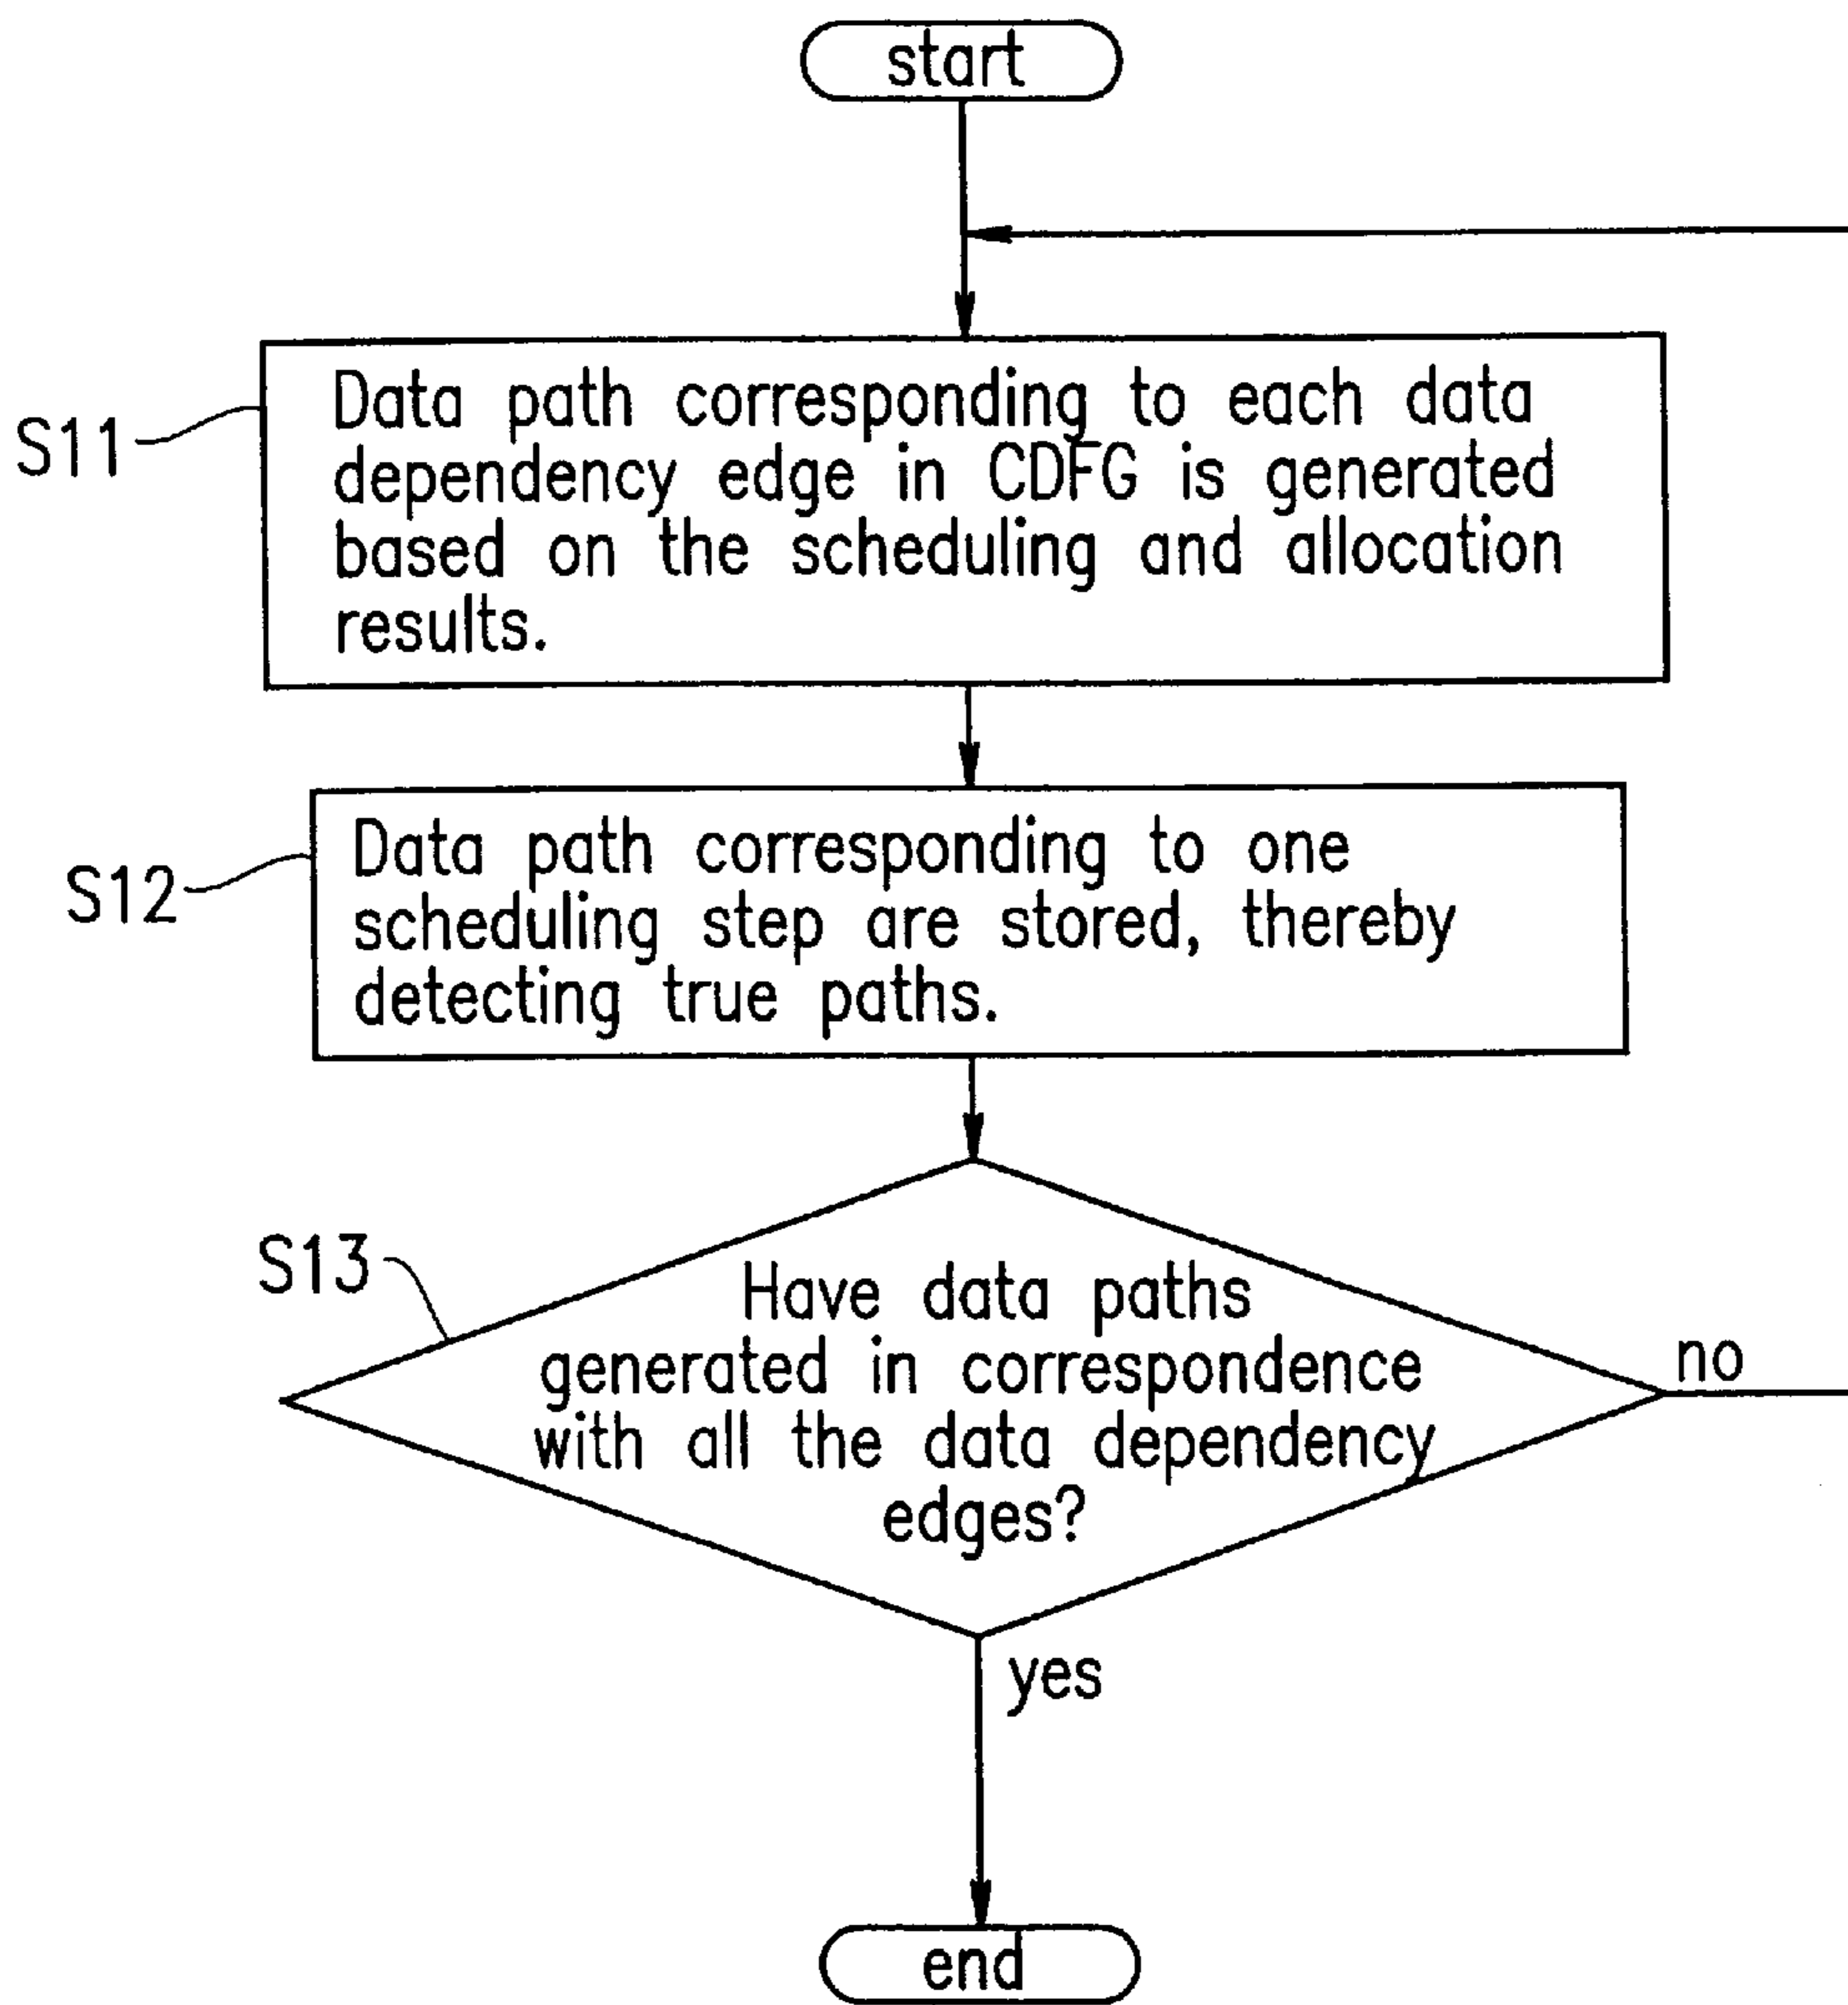 start
S11
Data path corresponding to each data
dependency edge in CDFG is generated
based on the scheduling and allocation
results.
S12
Data path corresponding to one
scheduling step are stored, thereby
detecting true paths.
S13
Have data paths
generated in correspondence
with all the data dependency
edges?
no
yes
end